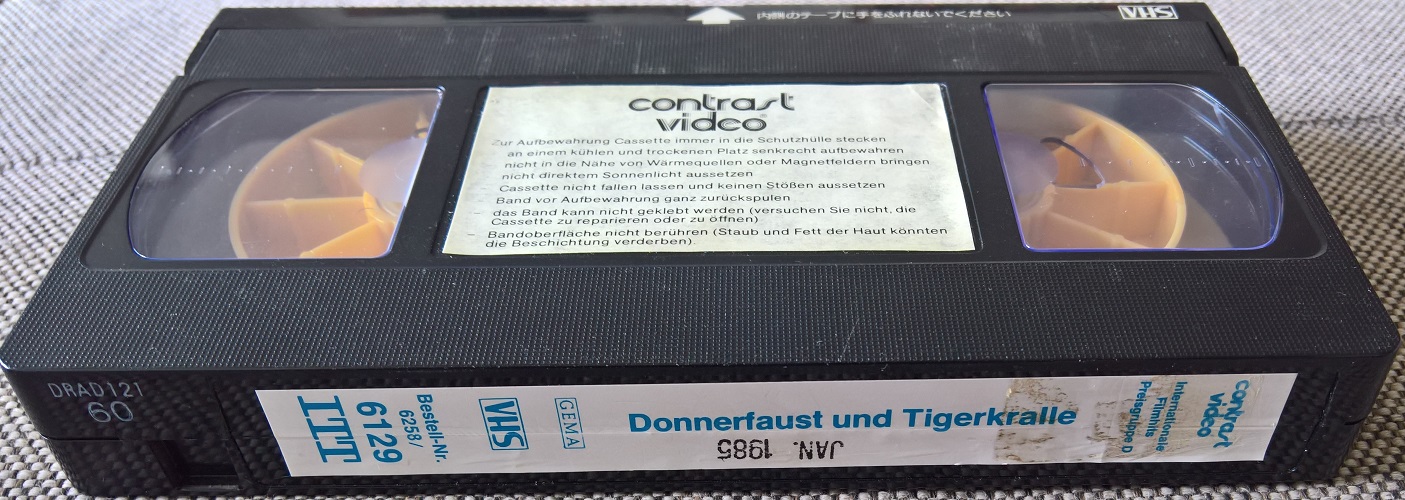 内側のテープに手をふれないでください
VHS
contrast
video®
Zur Aufbewahrung Cassette immer in die Schutzhülle stecken
an einem kühlen und trockenen Platz senkrecht aufbewahren
nicht in die Nähe von Wärmequellen oder Magnetfeldern bringen
nicht direktem Sonnenlicht aussetzen
Cassette nicht fallen lassen und keinen Stößen aussetzen
Band vor Aufbewahrung ganz zurückspulen
das Band kann nicht geklebt werden (versuchen Sie nicht, die
Cassette zu reparieren oder zu öffnen)
Bandoberfläche nicht berühren (Staub und Fett der Haut könnten
die Beschichtung verderben).
DRAD121
60
ITT
Bestell-Nr.
6258/
6129
VHS
GEMA
Donnerfaust und Tigerkralle
JAN. 1985
contrast
video
Internationale
Filmhits
Preisgruppe D